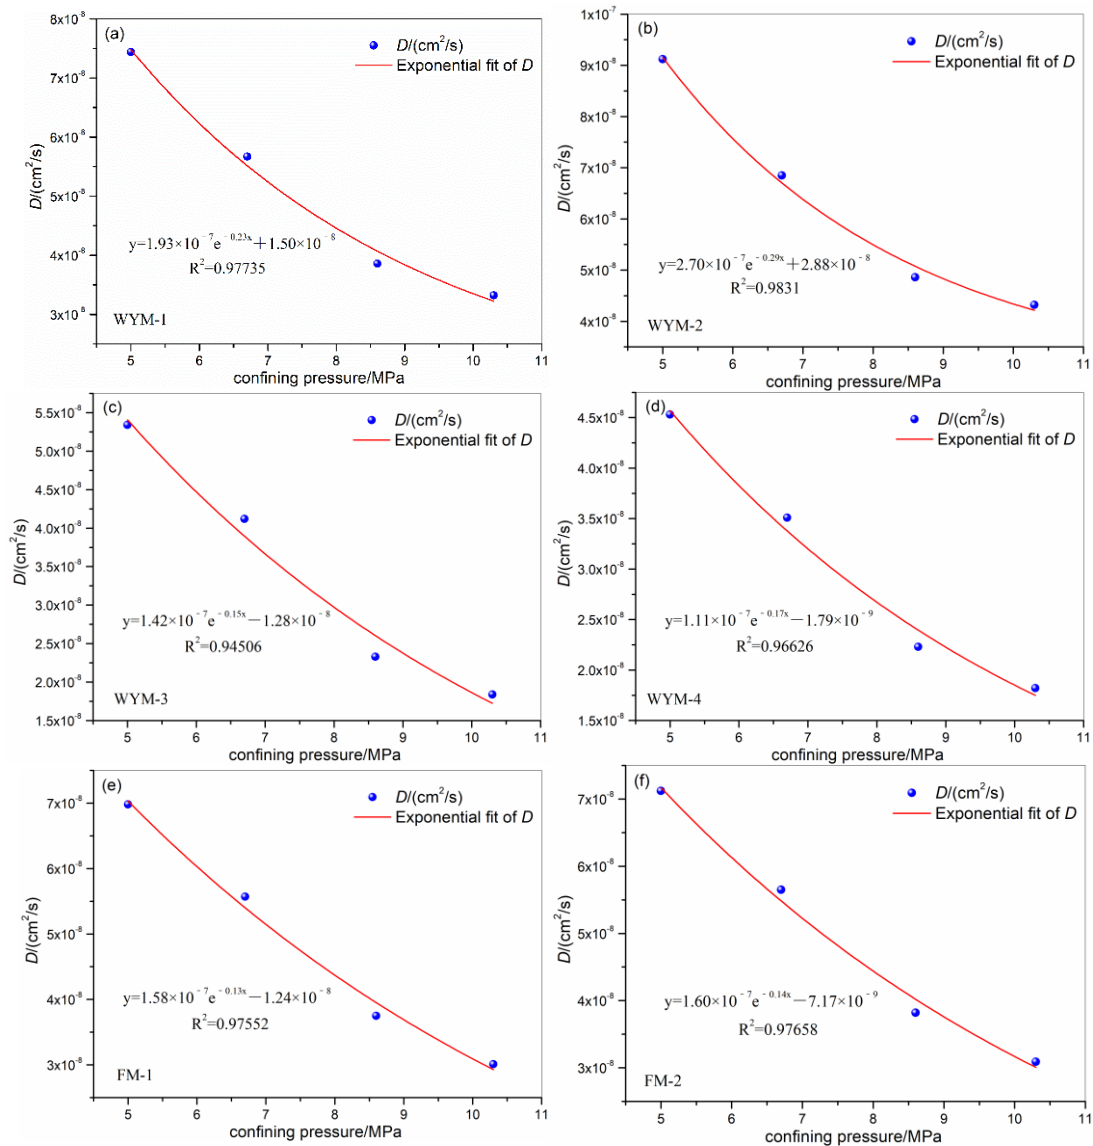 (a)
D/(cm²/s)
Exponential fit of D
8x10⁻⁸
7x10⁻⁸
6x10⁻⁸
5x10⁻⁸
4x10⁻⁸
3x10⁻⁸
D/(cm²/s)
y=1.93×10⁻⁷e⁻⁰·²³ˣ+1.50×10⁻⁸
R²=0.97735
WYM-1
5 6 7 8 9 10 11
confining pressure/MPa
(b)
D/(cm²/s)
Exponential fit of D
1x10⁻⁷
9x10⁻⁸
8x10⁻⁸
7x10⁻⁸
6x10⁻⁸
5x10⁻⁸
4x10⁻⁸
D/(cm²/s)
y=2.70×10⁻⁷e⁻⁰·²⁹ˣ+2.88×10⁻⁸
R²=0.9831
WYM-2
5 6 7 8 9 10 11
confining pressure/MPa
(c)
D/(cm²/s)
Exponential fit of D
5.5x10⁻⁸
5.0x10⁻⁸
4.5x10⁻⁸
4.0x10⁻⁸
3.5x10⁻⁸
3.0x10⁻⁸
2.5x10⁻⁸
2.0x10⁻⁸
1.5x10⁻⁸
D/(cm²/s)
y=1.42×10⁻⁷e⁻⁰·¹⁵ˣ−1.28×10⁻⁸
R²=0.94506
WYM-3
5 6 7 8 9 10 11
confining pressure/MPa
(d)
D/(cm²/s)
Exponential fit of D
4.5x10⁻⁸
4.0x10⁻⁸
3.5x10⁻⁸
3.0x10⁻⁸
2.5x10⁻⁸
2.0x10⁻⁸
1.5x10⁻⁸
D/(cm²/s)
y=1.11×10⁻⁷e⁻⁰·¹⁷ˣ−1.79×10⁻⁹
R²=0.96626
WYM-4
5 6 7 8 9 10 11
confining pressure/MPa
(e)
D/(cm²/s)
Exponential fit of D
7x10⁻⁸
6x10⁻⁸
5x10⁻⁸
4x10⁻⁸
3x10⁻⁸
D/(cm²/s)
y=1.58×10⁻⁷e⁻⁰·¹³ˣ−1.24×10⁻⁸
R²=0.97552
FM-1
5 6 7 8 9 10 11
confining pressure/MPa
(f)
D/(cm²/s)
Exponential fit of D
7x10⁻⁸
6x10⁻⁸
5x10⁻⁸
4x10⁻⁸
3x10⁻⁸
D/(cm²/s)
y=1.60×10⁻⁷e⁻⁰·¹⁴ˣ−7.17×10⁻⁹
R²=0.97658
FM-2
5 6 7 8 9 10 11
confining pressure/MPa